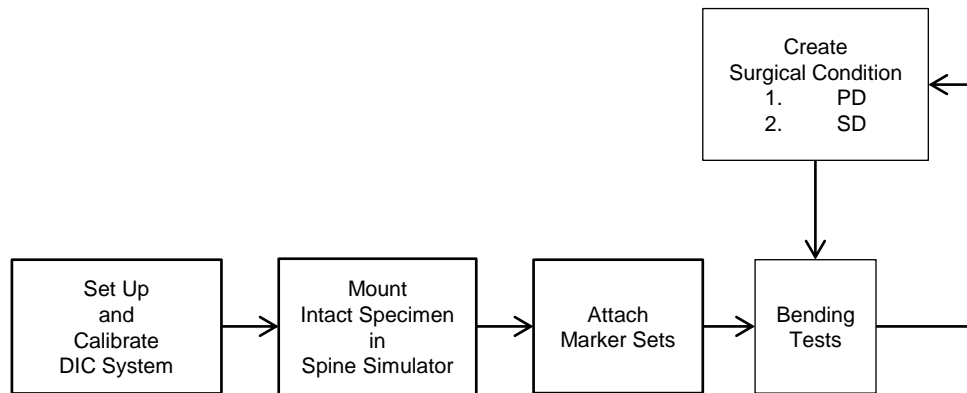 Create
Surgical Condition
1. PD
2. SD
Set Up
and
Calibrate
DIC System
Mount
Intact Specimen
in
Spine Simulator
Attach
Marker Sets
Bending
Tests